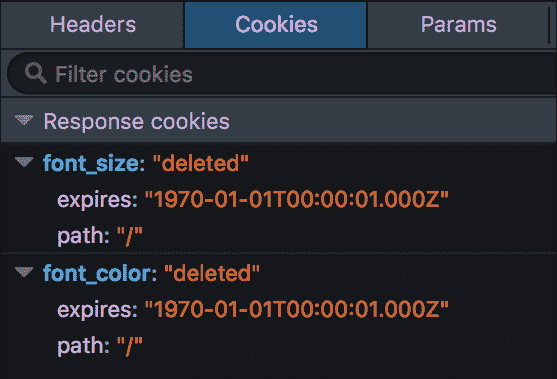 Headers Cookies Params
Filter cookies
Response cookies
font_size: "deleted"
expires: "1970-01-01T00:00:01.000Z"
path: "/"
font_color: "deleted"
expires: "1970-01-01T00:00:01.000Z"
path: "/"